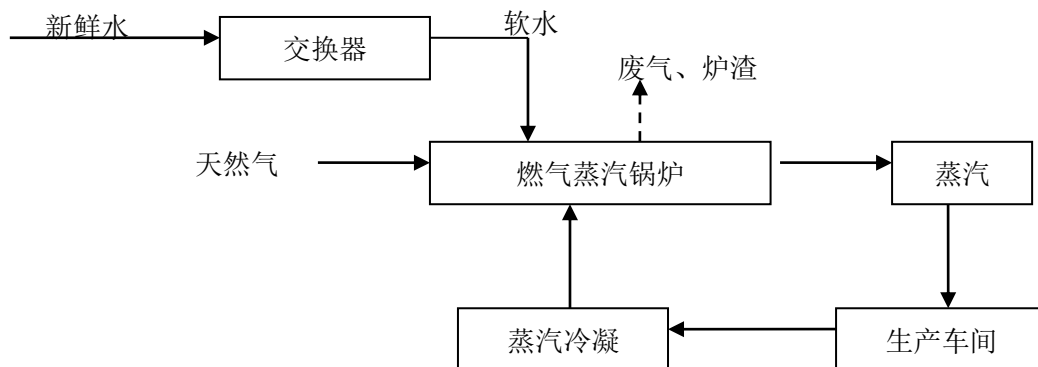 新鲜水
软水
交换器
废气、炉渣
天然气
燃气蒸汽锅炉
蒸汽
蒸汽冷凝
生产车间